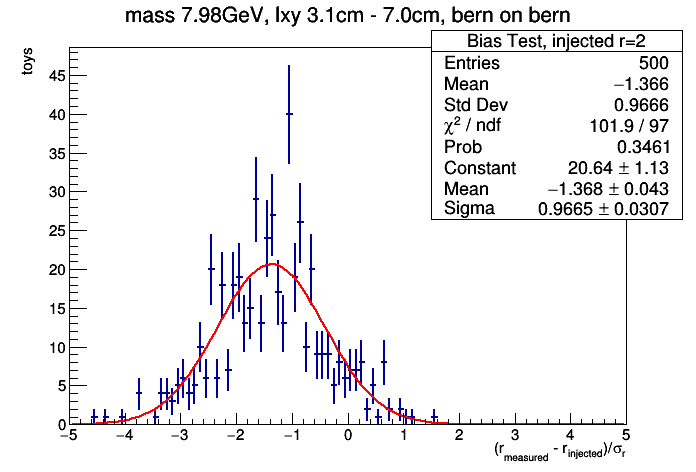 mass 7.98GeV, lxy 3.1cm - 7.0cm, bern on bern
Bias Test, injected r=2
Entries 500
Mean −1.366
Std Dev 0.9666
χ² / ndf 101.9 / 97
Prob 0.3461
Constant 20.64 ± 1.13
Mean −1.368 ± 0.043
Sigma 0.9665 ± 0.0307
toys
45
40
35
30
25
20
15
10
5
0
−5 −4 −3 −2 −1 0 1 2 3 4 5
(r_measured - r_injected)/σ_r